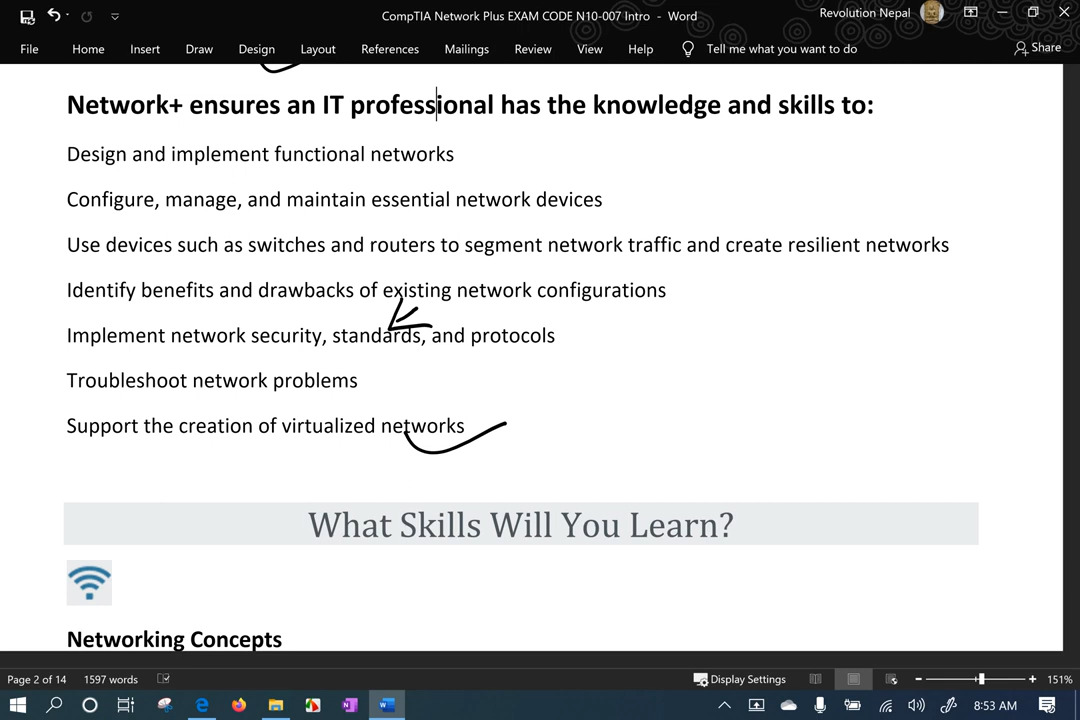 CompTIA Network Plus EXAM CODE N10-007 Intro - Word
Revolution Nepal
File Home Insert Draw Design Layout References Mailings Review View Help Tell me what you want to do Share
Network+ ensures an IT professional has the knowledge and skills to:
Design and implement functional networks
Configure, manage, and maintain essential network devices
Use devices such as switches and routers to segment network traffic and create resilient networks
Identify benefits and drawbacks of existing network configurations
Implement network security, standards, and protocols
Troubleshoot network problems
Support the creation of virtualized networks
What Skills Will You Learn?
Networking Concepts
Page 2 of 14 1597 words Display Settings 151%
8:53 AM